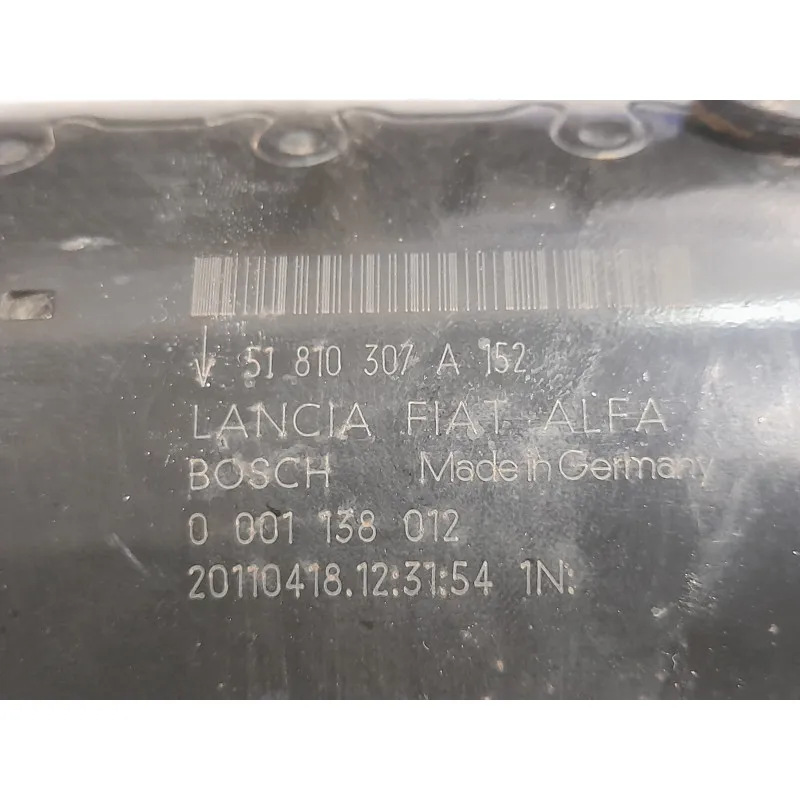 51 810 307 A 152
LANCIA FIAT ALFA
BOSCH Made in Germany
0 001 138 012
20110418.12:31:54 1N: